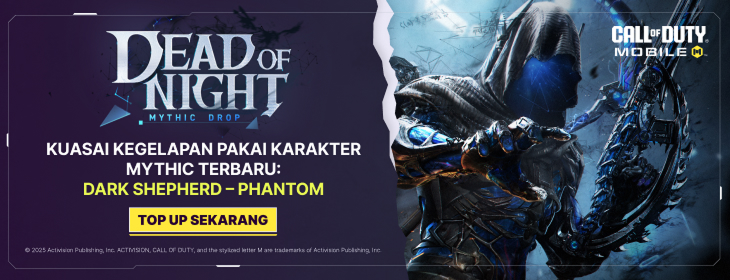 DEAD OF
NIGHT
MYTHIC DROP
CALL OF DUTY
MOBILE M
KUASAI KEGELAPAN PAKAI KARAKTER
MYTHIC TERBARU:
DARK SHEPHERD – PHANTOM
TOP UP SEKARANG
© 2025 Activision Publishing, Inc. ACTIVISION, CALL OF DUTY, and the stylized letter M are trademarks of Activision Publishing, Inc.